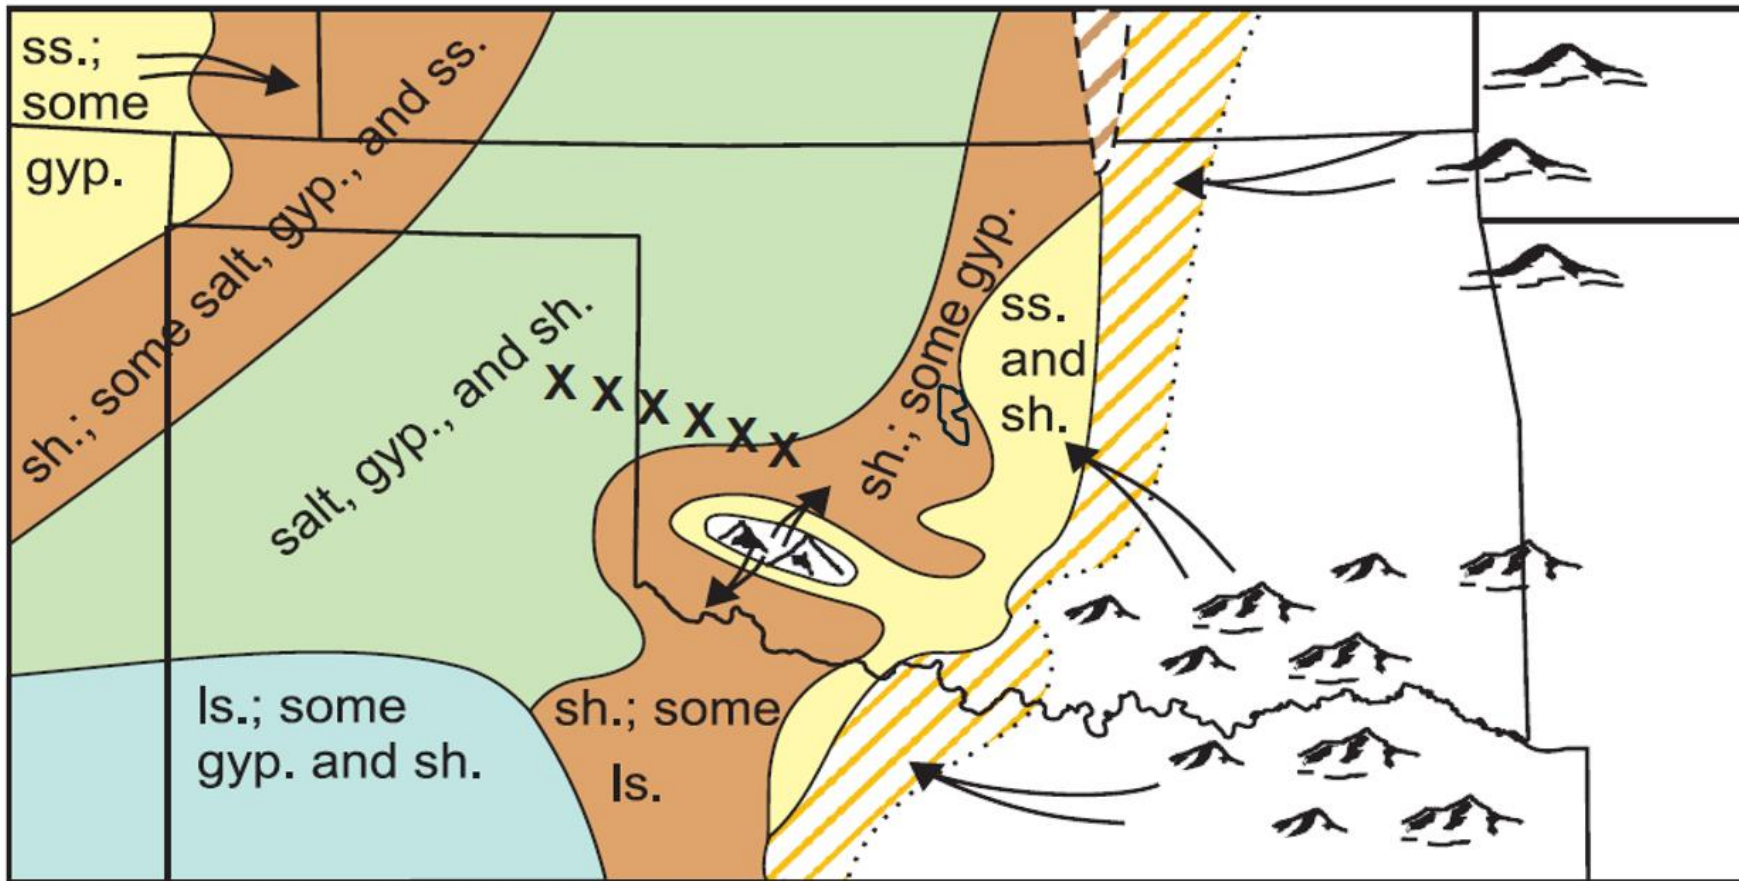 ss.;
some
gyp.
sh.; some salt, gyp., and ss.
salt, gyp., and sh.
X X X X X X
sh.; some gyp.
ss.
and
sh.
ls.; some
gyp. and sh.
sh.; some
ls.